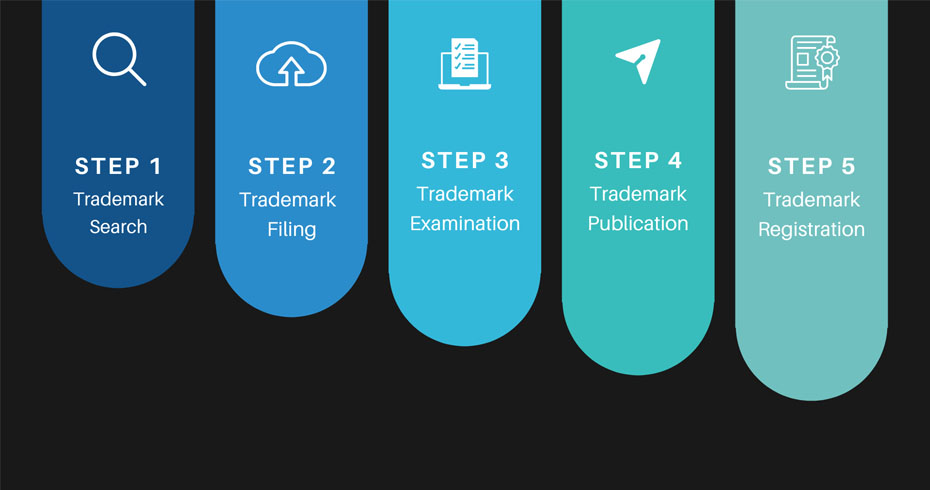 STEP 1
Trademark
Search
STEP 2
Trademark
Filing
STEP 3
Trademark
Examination
STEP 4
Trademark
Publication
STEP 5
Trademark
Registration